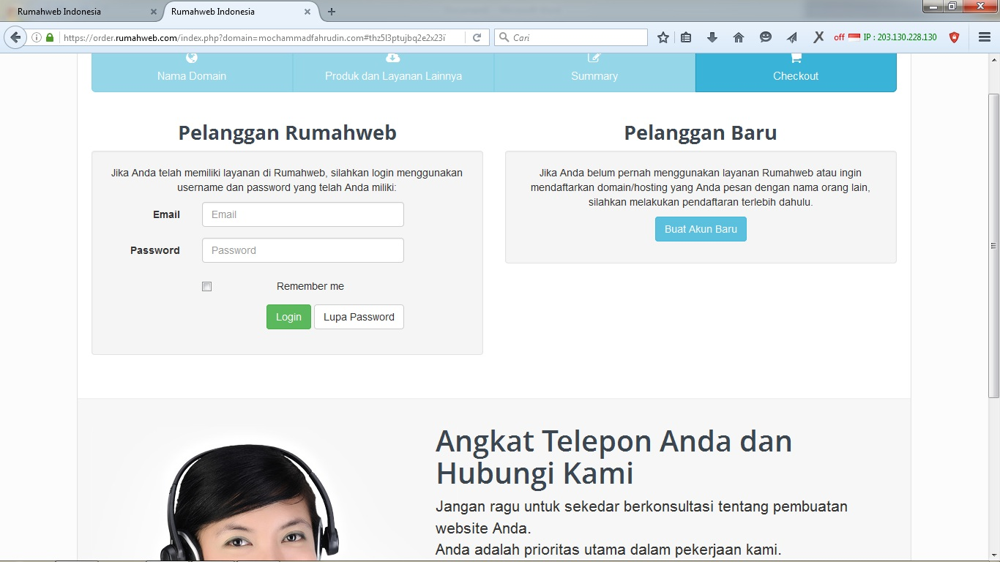 Rumahweb Indonesia
Rumahweb Indonesia
https://order.rumahweb.com/index.php?domain=mochammadfahrudin.com#thz5l3ptujbq2e2x23i
Cari
off IP : 203.130.228.130
Nama Domain
Produk dan Layanan Lainnya
Summary
Checkout
Pelanggan Rumahweb
Jika Anda telah memiliki layanan di Rumahweb, silahkan login menggunakan
username dan password yang telah Anda miliki:
Email
Email
Password
Password
Remember me
Login
Lupa Password
Pelanggan Baru
Jika Anda belum pernah menggunakan layanan Rumahweb atau ingin
mendaftarkan domain/hosting yang Anda pesan dengan nama orang lain,
silahkan melakukan pendaftaran terlebih dahulu.
Buat Akun Baru
Angkat Telepon Anda dan
Hubungi Kami
Jangan ragu untuk sekedar berkonsultasi tentang pembuatan
website Anda.
Anda adalah prioritas utama dalam pekerjaan kami.